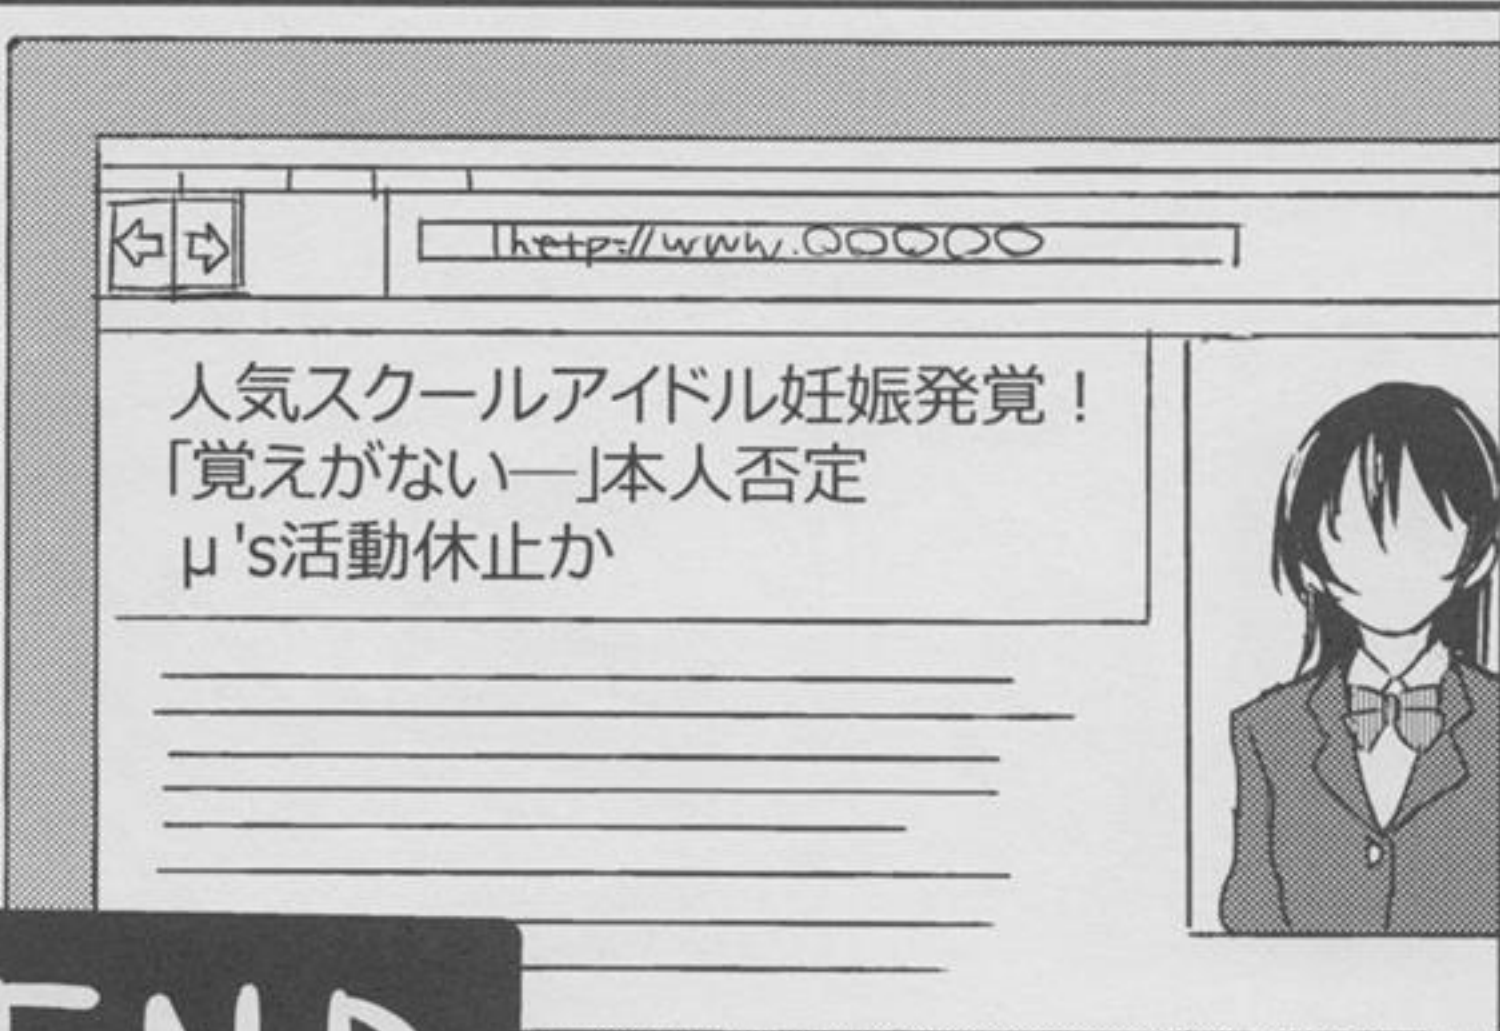 http://www.○○○○○
人気スクールアイドル妊娠発覚！
「覚えがない―」本人否定
μ's活動休止か
END